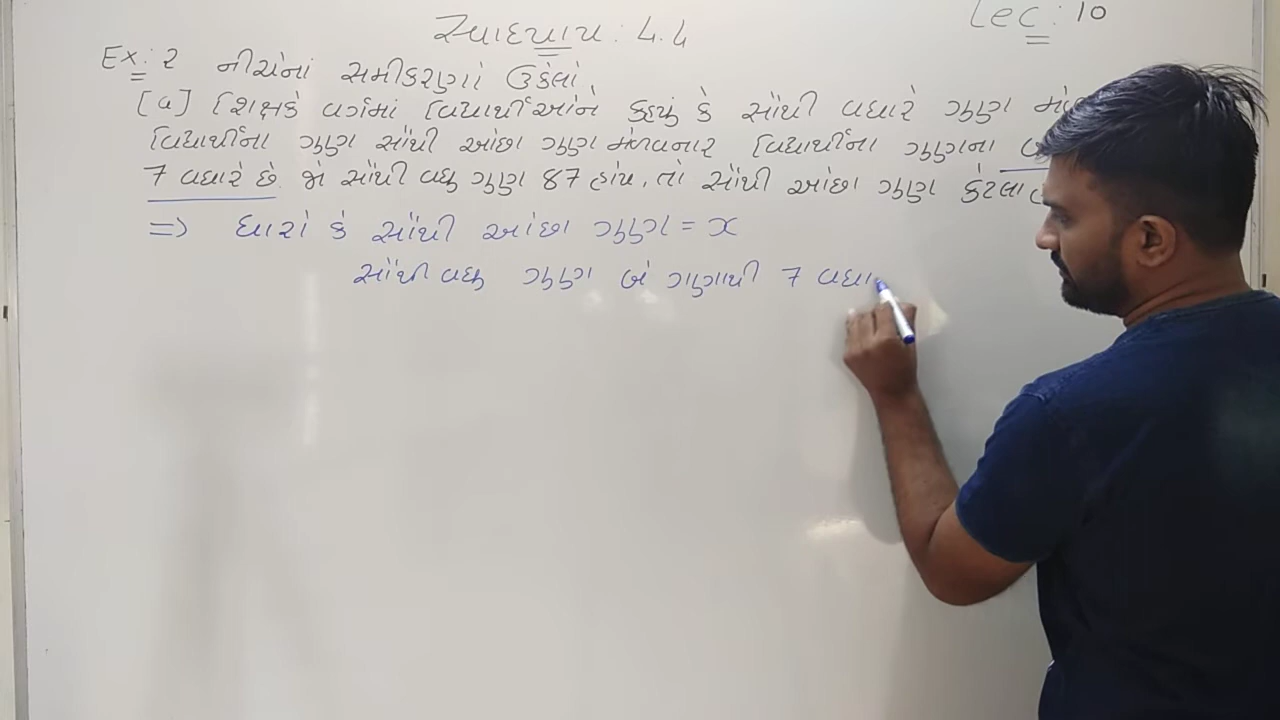 સ્વાધ્યાય : 4.4
Lec : 10
Ex : 2 નીચેનાં સમીકરણો ઉકેલો
[a] શિક્ષકે વર્ગમાં વિદ્યાર્થીઓને કહ્યું કે સૌથી વધારે ગુણ
વિદ્યાર્થીના ગુણ સૌથી ઓછા ગુણ મેળવનાર વિદ્યાર્થીના ગુણના
7 વધારે છે. જો સૌથી વધુ ગુણ 87 હોય, તો સૌથી ઓછા ગુણ કેટલા
=> ધારો કે સૌથી ઓછા ગુણ = x
સૌથી વધુ ગુણ બે ગણાથી 7 વધા